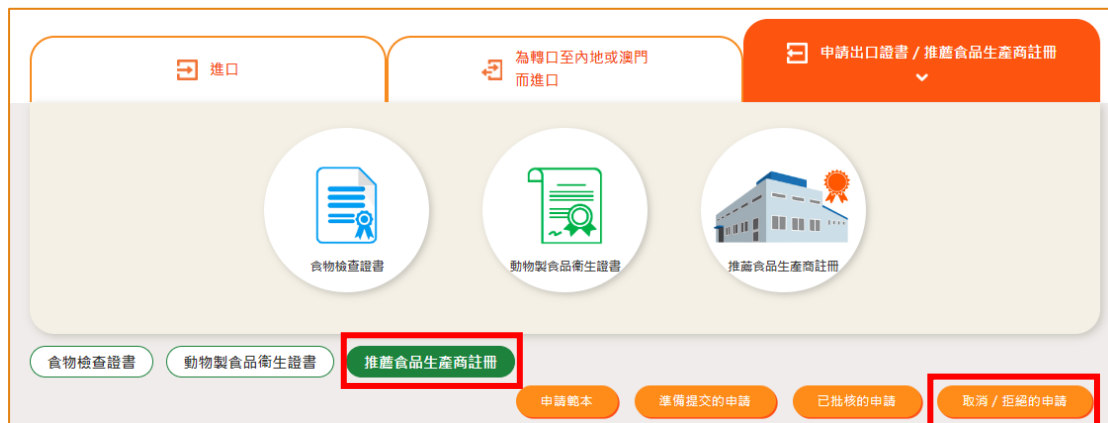 進口
為轉口至內地或澳門
而進口
申請出口證書 / 推薦食品生產商註冊
食物檢查證書
動物製食品衞生證書
推薦食品生產商註冊
食物檢查證書
動物製食品衞生證書
推薦食品生產商註冊
申請範本
準備提交的申請
已批核的申請
取消 / 拒絕的申請